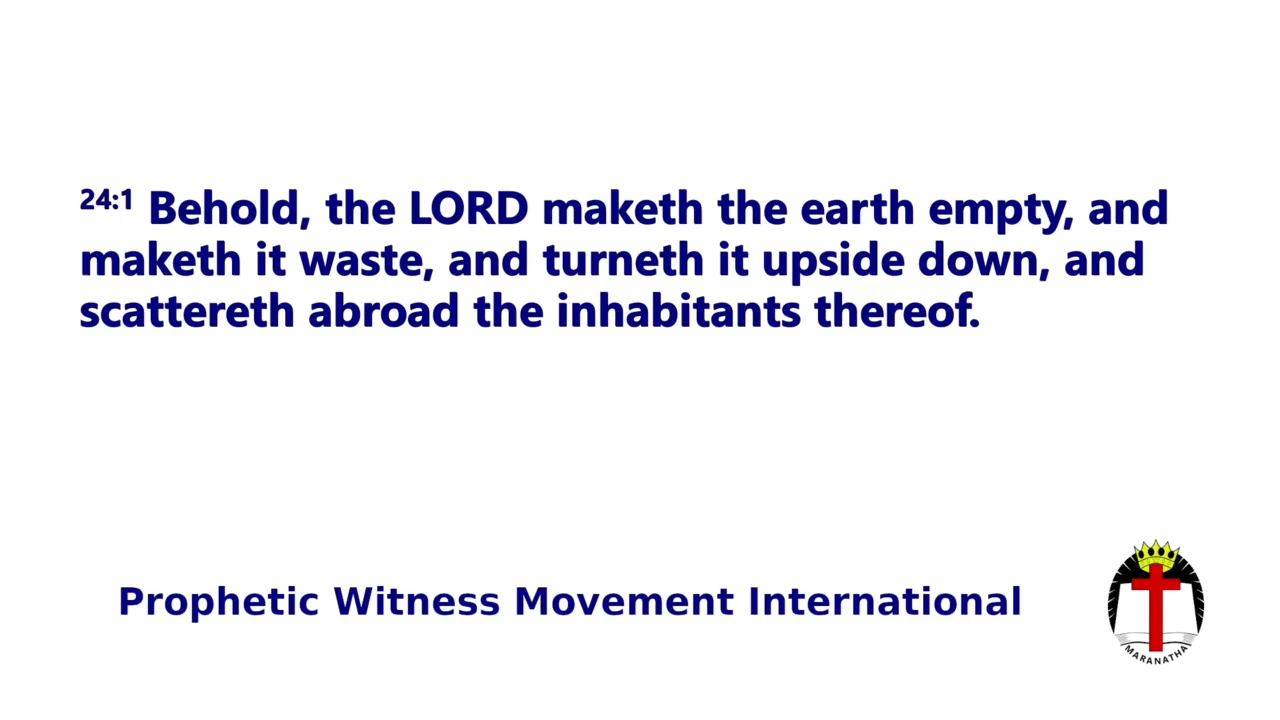 24:1 Behold, the LORD maketh the earth empty, and
maketh it waste, and turneth it upside down, and
scattereth abroad the inhabitants thereof.
Prophetic Witness Movement International
MARANATHA